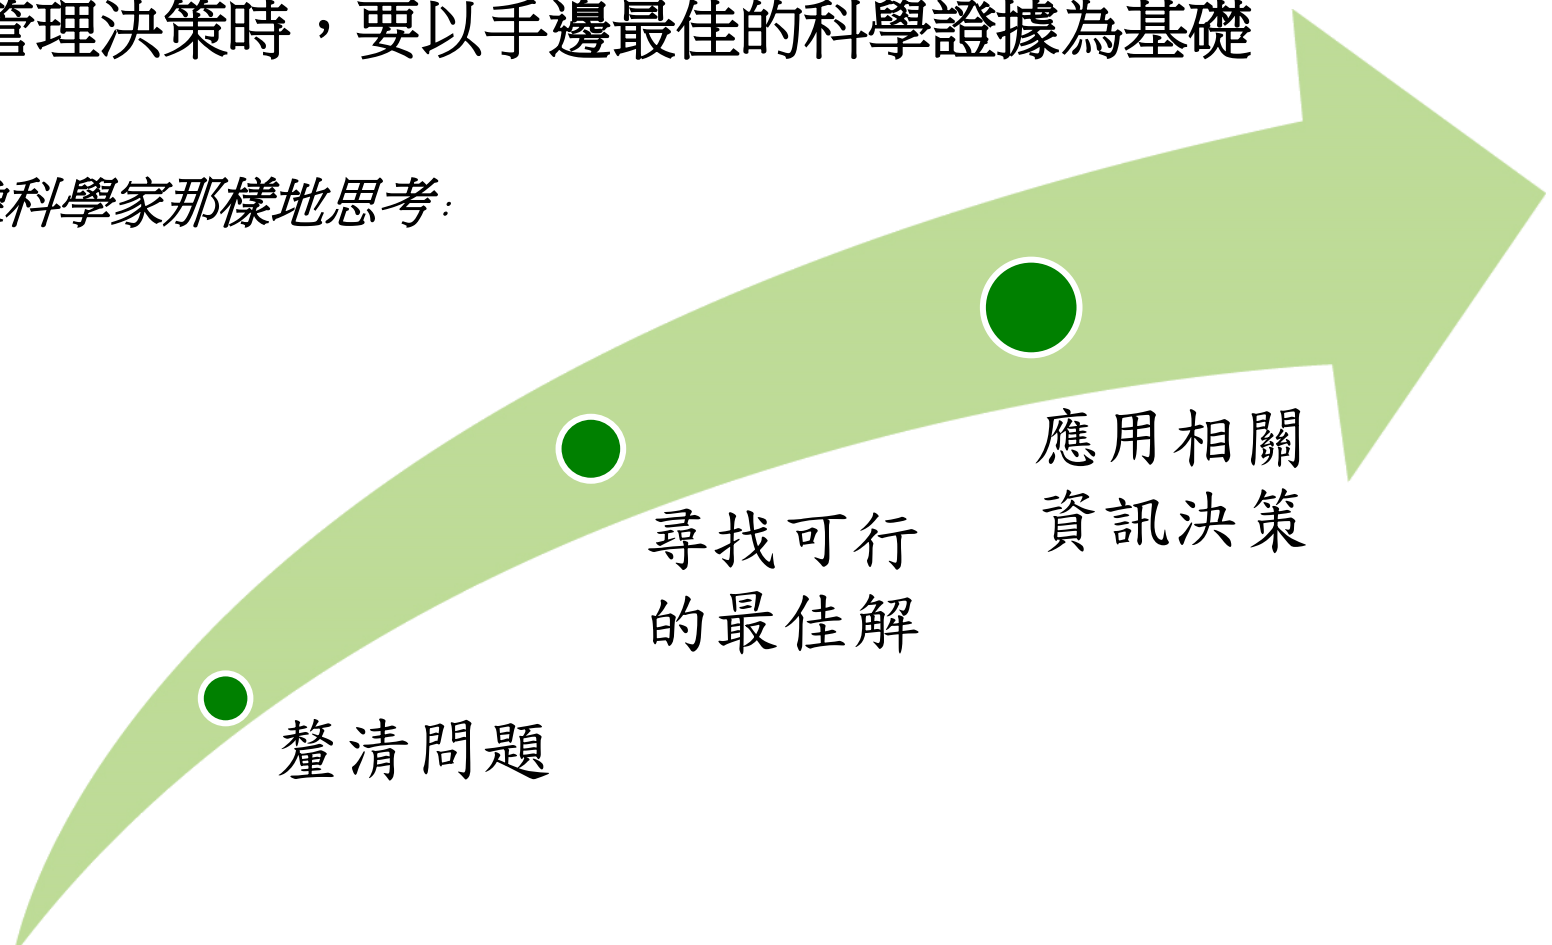 管理決策時，要以手邊最佳的科學證據為基礎
科學家那樣地思考:
應用相關
資訊決策
尋找可行
的最佳解
釐清問題